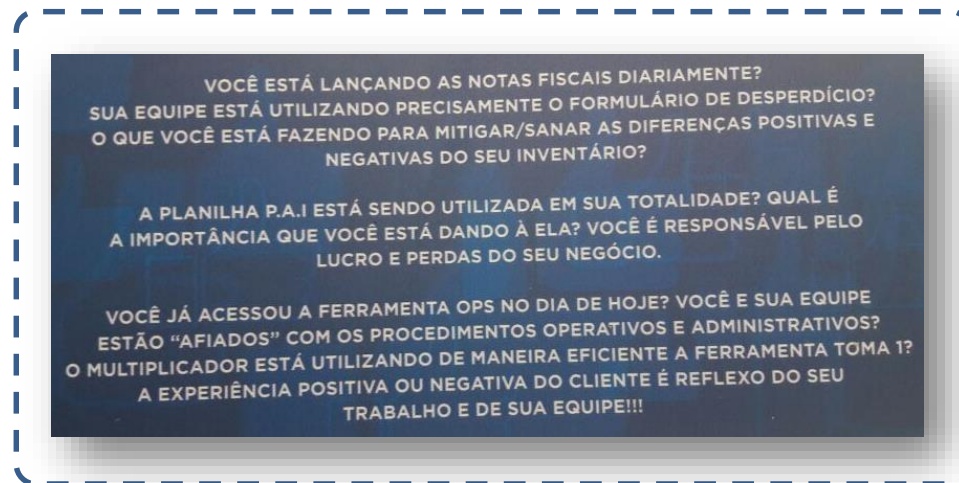 VOCÊ ESTÁ LANÇANDO AS NOTAS FISCAIS DIARIAMENTE?
SUA EQUIPE ESTÁ UTILIZANDO PRECISAMENTE O FORMULÁRIO DE DESPERDÍCIO?
O QUE VOCÊ ESTÁ FAZENDO PARA MITIGAR/SANAR AS DIFERENÇAS POSITIVAS E
NEGATIVAS DO SEU INVENTÁRIO?
A PLANILHA P.A.I ESTÁ SENDO UTILIZADA EM SUA TOTALIDADE? QUAL É
A IMPORTÂNCIA QUE VOCÊ ESTÁ DANDO À ELA? VOCÊ É RESPONSÁVEL PELO
LUCRO E PERDAS DO SEU NEGÓCIO.
VOCÊ JÁ ACESSOU A FERRAMENTA OPS NO DIA DE HOJE? VOCÊ E SUA EQUIPE
ESTÃO “AFIADOS” COM OS PROCEDIMENTOS OPERATIVOS E ADMINISTRATIVOS?
O MULTIPLICADOR ESTÁ UTILIZANDO DE MANEIRA EFICIENTE A FERRAMENTA TOMA 1?
A EXPERIÊNCIA POSITIVA OU NEGATIVA DO CLIENTE É REFLEXO DO SEU
TRABALHO E DE SUA EQUIPE!!!